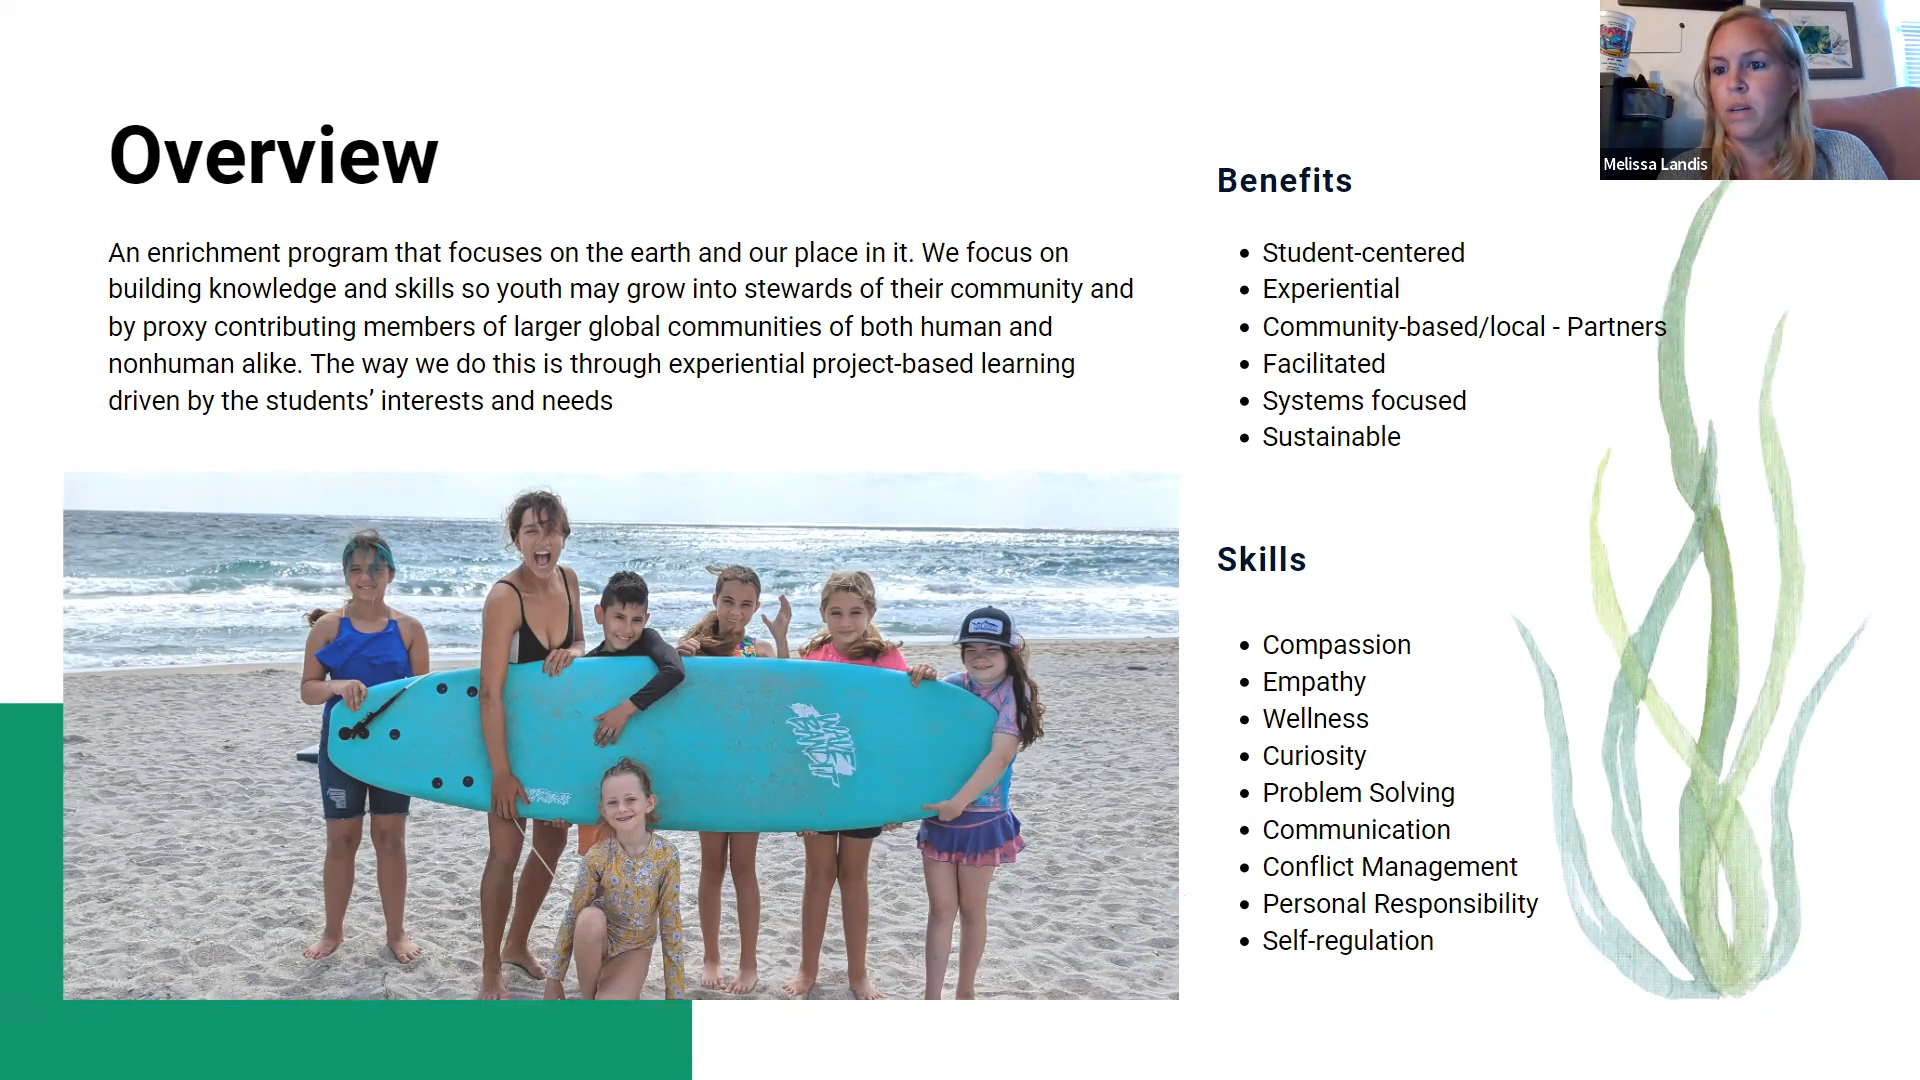 Melissa Landis
Overview
An enrichment program that focuses on the earth and our place in it. We focus on
building knowledge and skills so youth may grow into stewards of their community and
by proxy contributing members of larger global communities of both human and
nonhuman alike. The way we do this is through experiential project-based learning
driven by the students’ interests and needs
Benefits
• Student-centered
• Experiential
• Community-based/local - Partners
• Facilitated
• Systems focused
• Sustainable
Skills
• Compassion
• Empathy
• Wellness
• Curiosity
• Problem Solving
• Communication
• Conflict Management
• Personal Responsibility
• Self-regulation